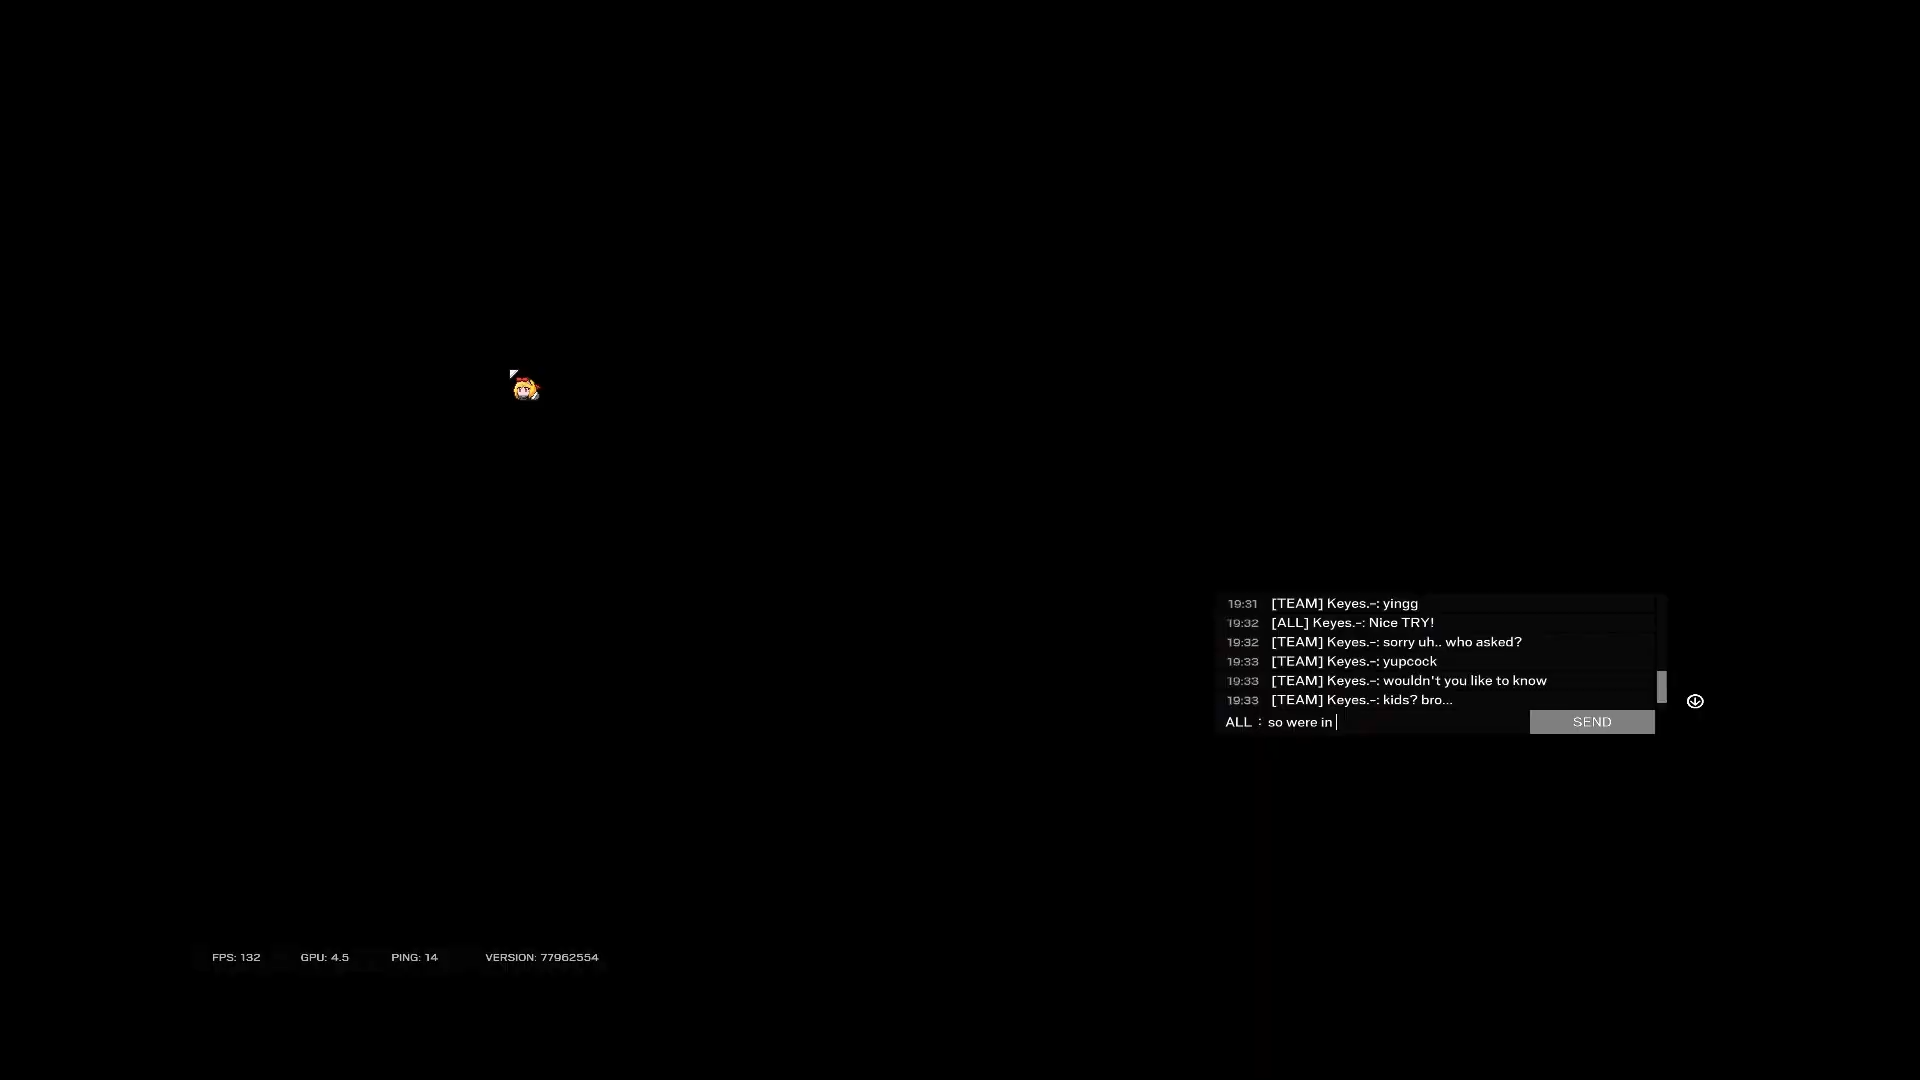 19:31 [TEAM] Keyes.-: yingg
19:32 [ALL] Keyes.-: Nice TRY!
19:32 [TEAM] Keyes.-: sorry uh.. who asked?
19:33 [TEAM] Keyes.-: yupcock
19:33 [TEAM] Keyes.-: wouldn't you like to know
19:33 [TEAM] Keyes.-: kids? bro...
ALL : so were in
SEND
FPS: 132 GPU: 4.5 PING: 14 VERSION: 77962554